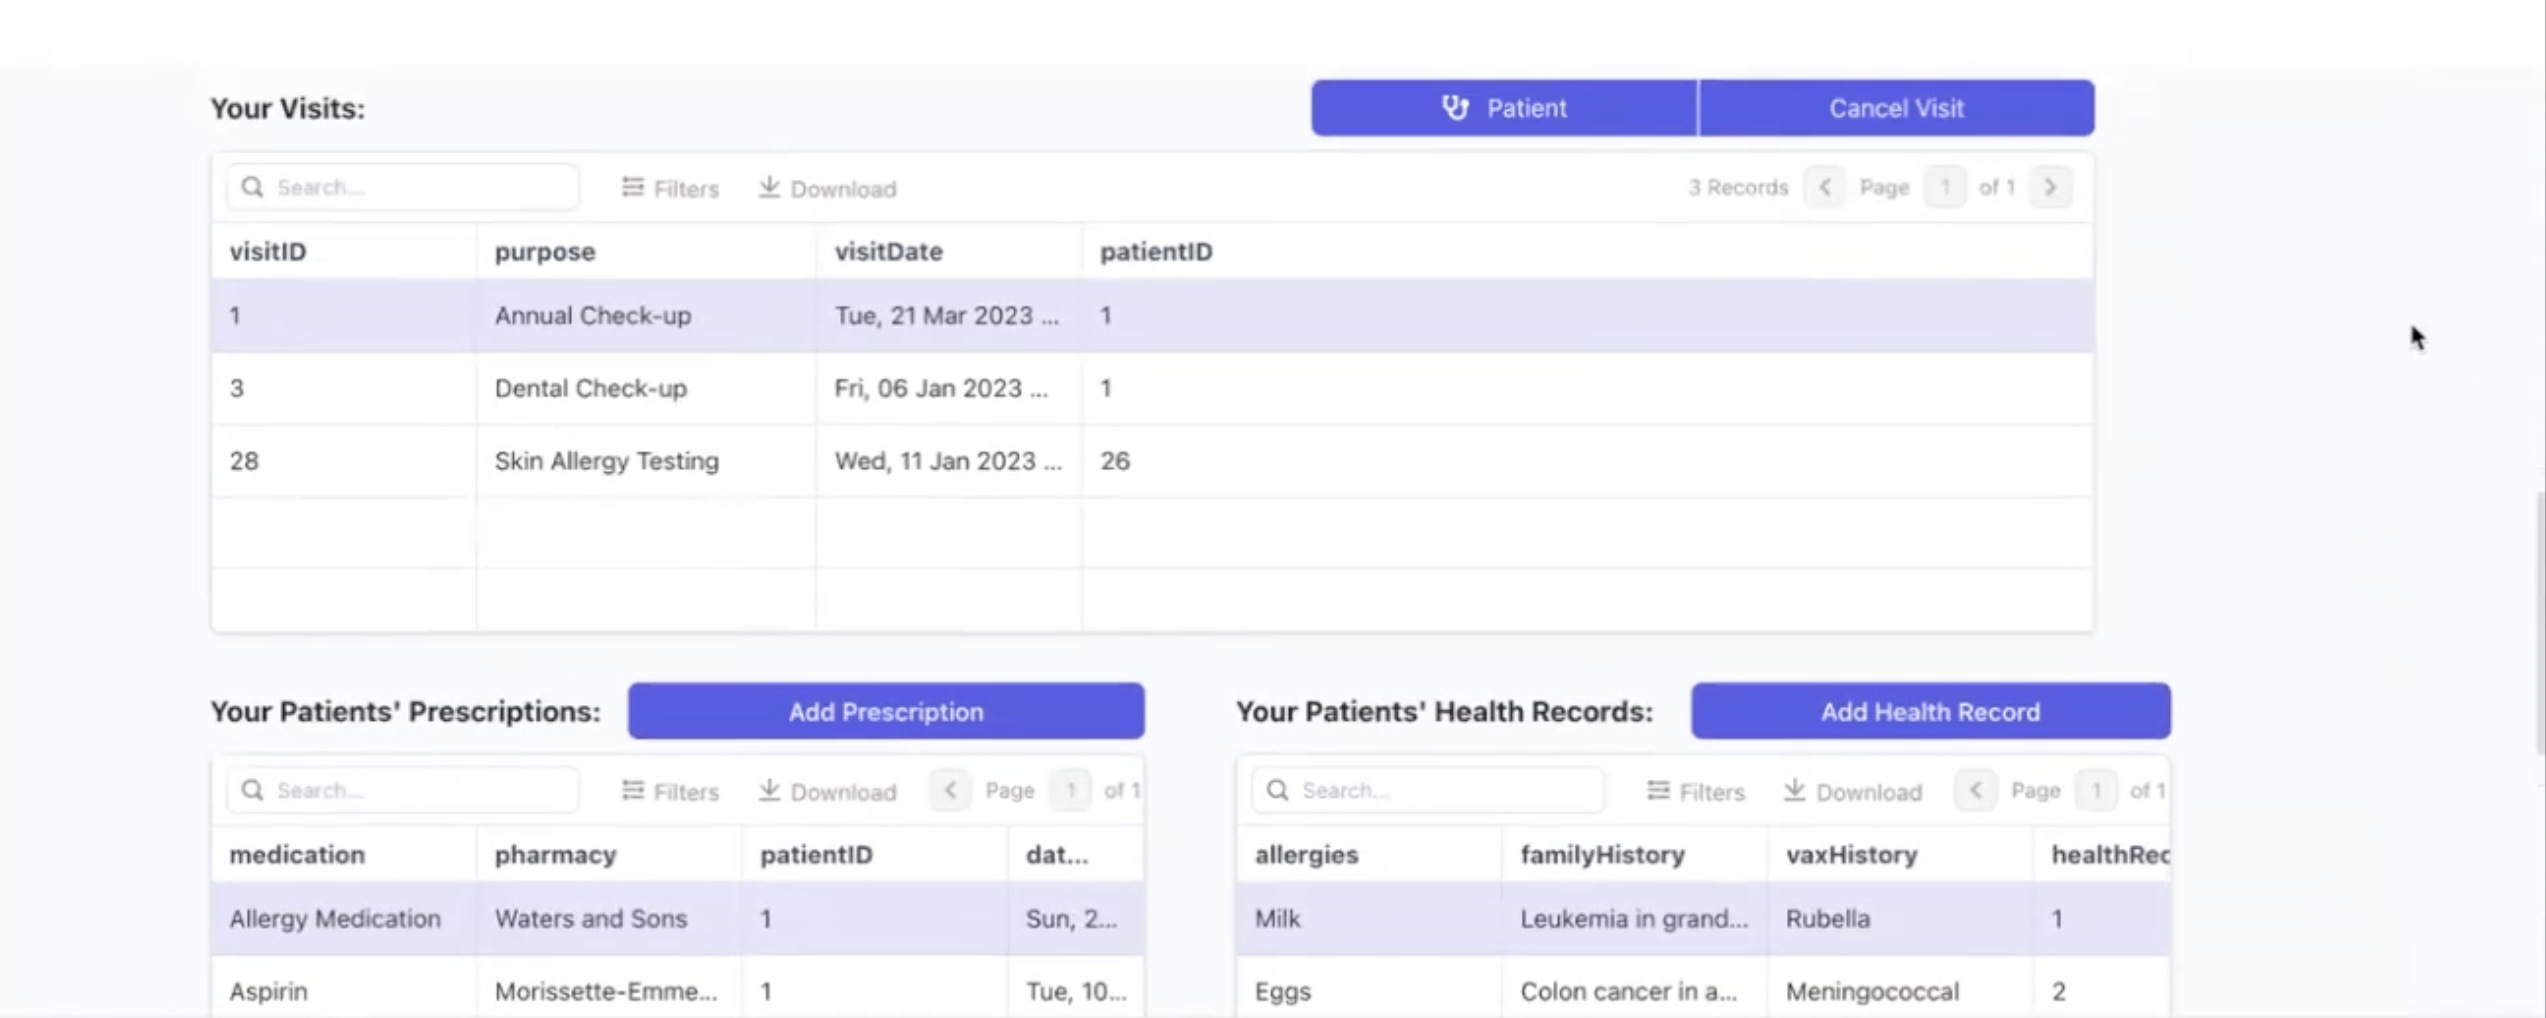 Your Visits:
Patient
Cancel Visit
Search...
Filters
Download
3 Records
Page 1 of 1
visitID purpose visitDate patientID
1 Annual Check-up Tue, 21 Mar 2023 ... 1
3 Dental Check-up Fri, 06 Jan 2023 ... 1
28 Skin Allergy Testing Wed, 11 Jan 2023 ... 26
Your Patients' Prescriptions:
Add Prescription
Search...
Filters
Download
Page 1 of 1
medication pharmacy patientID dat...
Allergy Medication Waters and Sons 1 Sun, 2...
Aspirin Morissette-Emme... 1 Tue, 10...
Your Patients' Health Records:
Add Health Record
Search...
Filters
Download
Page 1 of 1
allergies familyHistory vaxHistory healthRec
Milk Leukemia in grand... Rubella 1
Eggs Colon cancer in a... Meningococcal 2